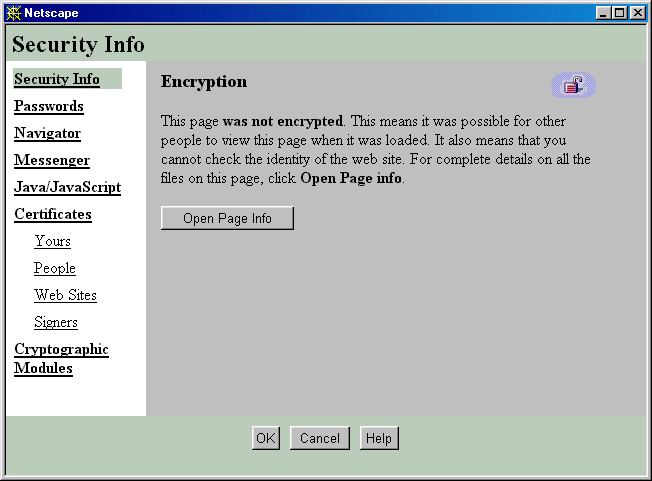 Netscape
Security Info
Security Info
Passwords
Navigator
Messenger
Java/JavaScript
Certificates
Yours
People
Web Sites
Signers
Cryptographic
Modules
Encryption
This page was not encrypted. This means it was possible for other
people to view this page when it was loaded. It also means that you
cannot check the identity of the web site. For complete details on all the
files on this page, click Open Page info.
Open Page Info
OK
Cancel
Help